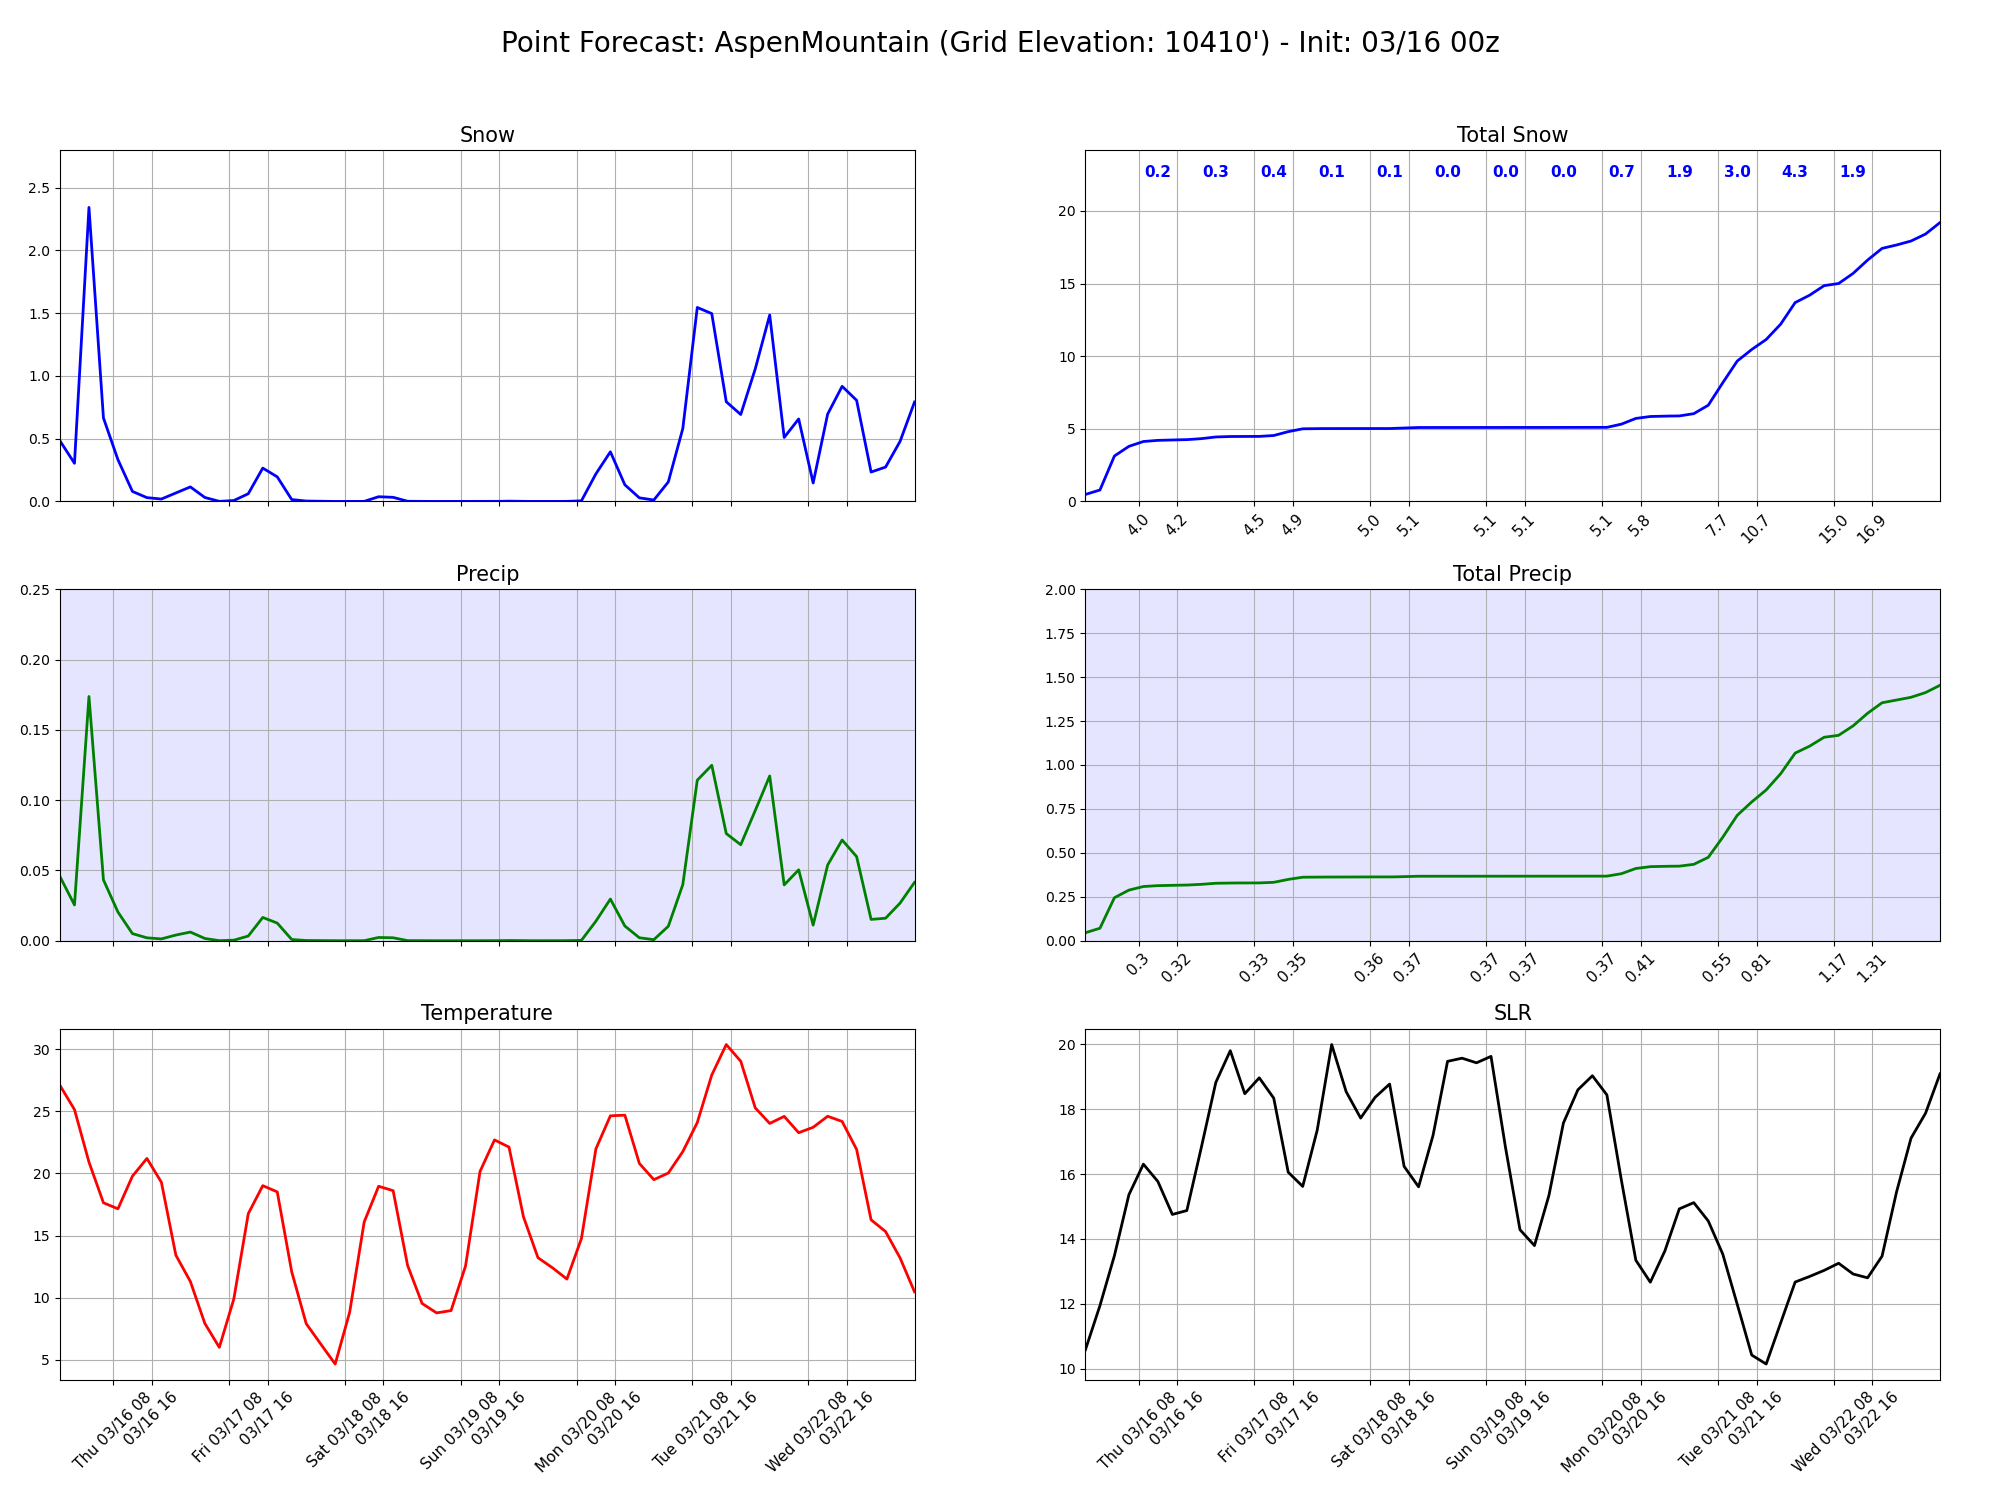 Point Forecast: AspenMountain (Grid Elevation: 10410') - Init: 03/16 00z
Snow
2.5
2.0
1.5
1.0
0.5
0.0
Total Snow
0.2 0.3 0.4 0.1 0.1 0.0 0.0 0.0 0.7 1.9 3.0 4.3 1.9
20
15
10
5
0
4.0 4.2 4.5 4.9 5.0 5.1 5.1 5.1 5.1 5.8 7.7 10.7 15.0 16.9
Precip
0.25
0.20
0.15
0.10
0.05
0.00
Total Precip
2.00
1.75
1.50
1.25
1.00
0.75
0.50
0.25
0.00
0.3 0.32 0.33 0.35 0.36 0.37 0.37 0.37 0.37 0.41 0.55 0.81 1.17 1.31
Temperature
30
25
20
15
10
5
Thu 03/16 08
03/16 16
Fri 03/17 08
03/17 16
Sat 03/18 08
03/18 16
Sun 03/19 08
03/19 16
Mon 03/20 08
03/20 16
Tue 03/21 08
03/21 16
Wed 03/22 08
03/22 16
SLR
20
18
16
14
12
10
Thu 03/16 08
03/16 16
Fri 03/17 08
03/17 16
Sat 03/18 08
03/18 16
Sun 03/19 08
03/19 16
Mon 03/20 08
03/20 16
Tue 03/21 08
03/21 16
Wed 03/22 08
03/22 16